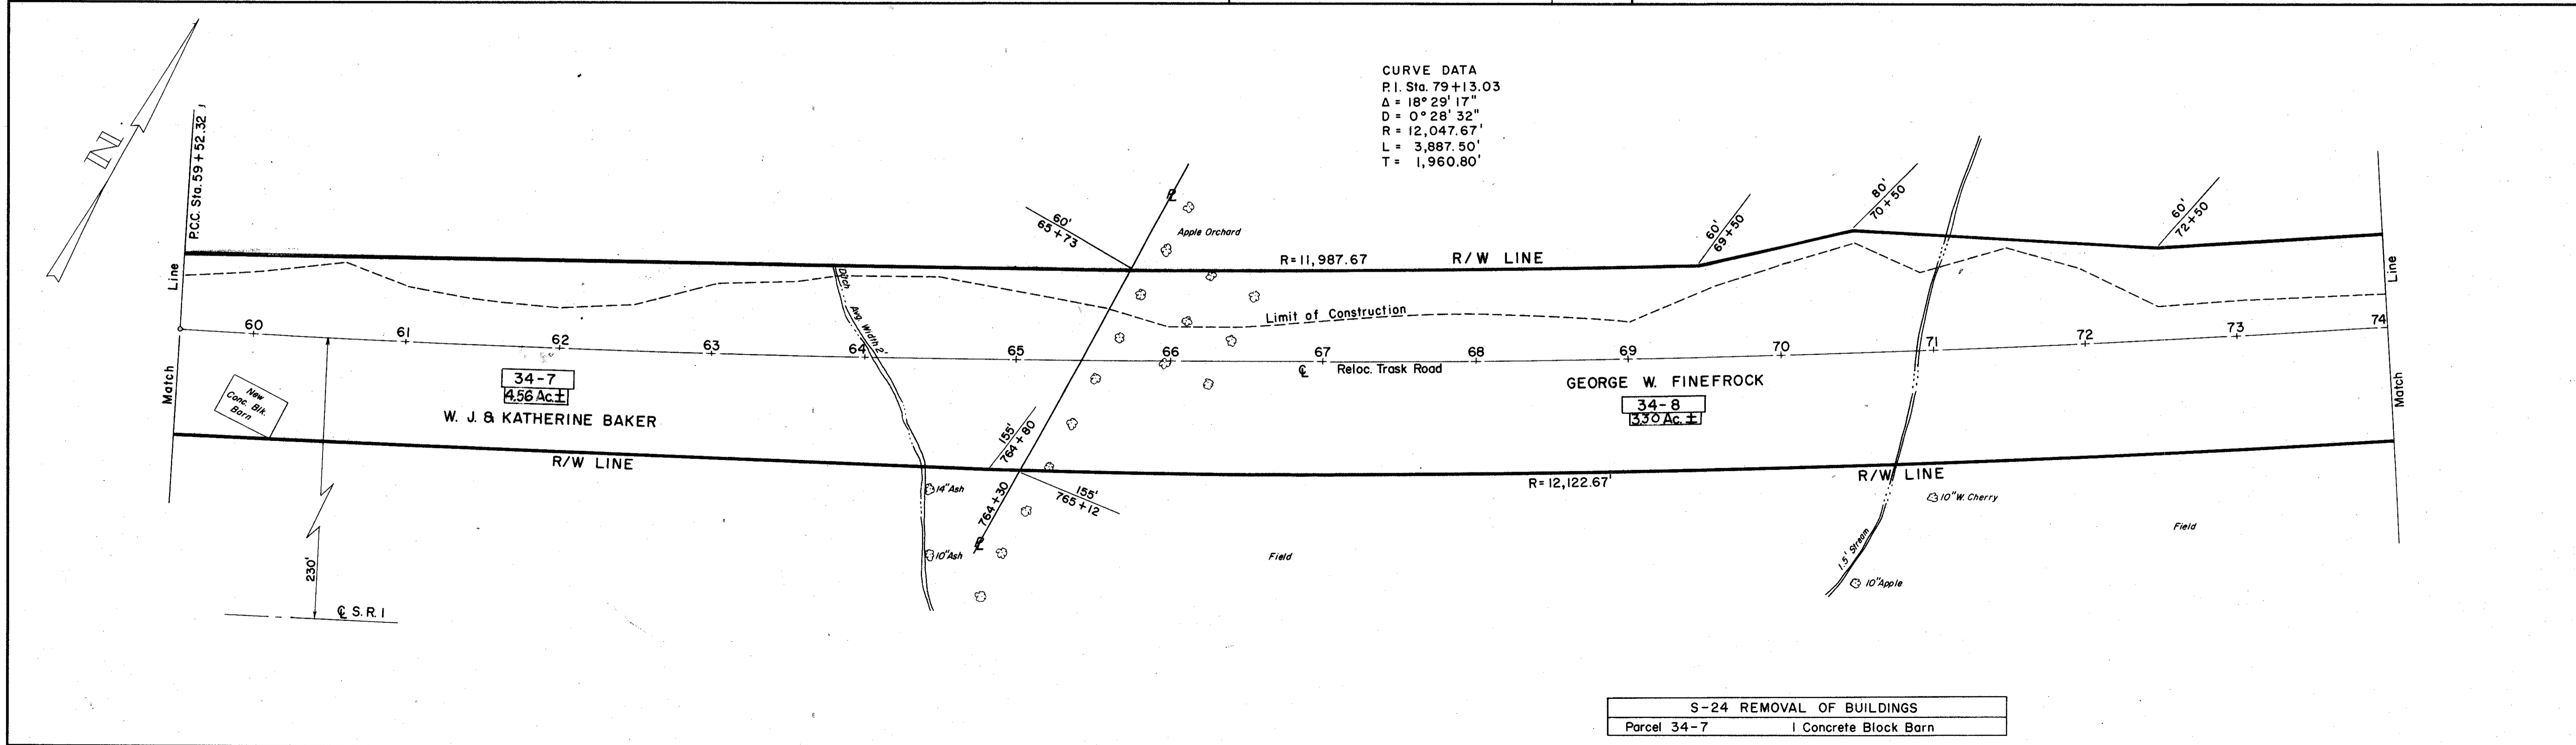 CURVE DATA
P.I. Sta. 79+13.03
Δ = 18° 29' 17"
D = 0° 28' 32"
R = 12,047.67'
L = 3,887.50'
T = 1,960.80'
N
P.C.C. Sta. 59+52.32
Match Line
60' 65+73
℄
Apple Orchard
R=11,987.67
R/W LINE
60' 69+50
80' 70+50
60' 72+50
Match Line
Ditch
Avg. Width 2'
Limit of Construction
60 61 62 63 64 65 66 67 68 69 70 71 72 73 74
℄ Reloc. Trask Road
New
Conc. Blk.
Barn
34-7
4.56 Ac.±
W. J. & KATHERINE BAKER
GEORGE W. FINEFROCK
34-8
3.30 Ac. ±
155' 764+80
R/W LINE
155' 765+12
764+30
R=12,122.67'
R/W LINE
14" Ash
10" Ash
10" W. Cherry
Field
Field
1.5' Stream
10" Apple
230'
℄ S.R. 1
S-24 REMOVAL OF BUILDINGS
Parcel 34-7 1 Concrete Block Barn